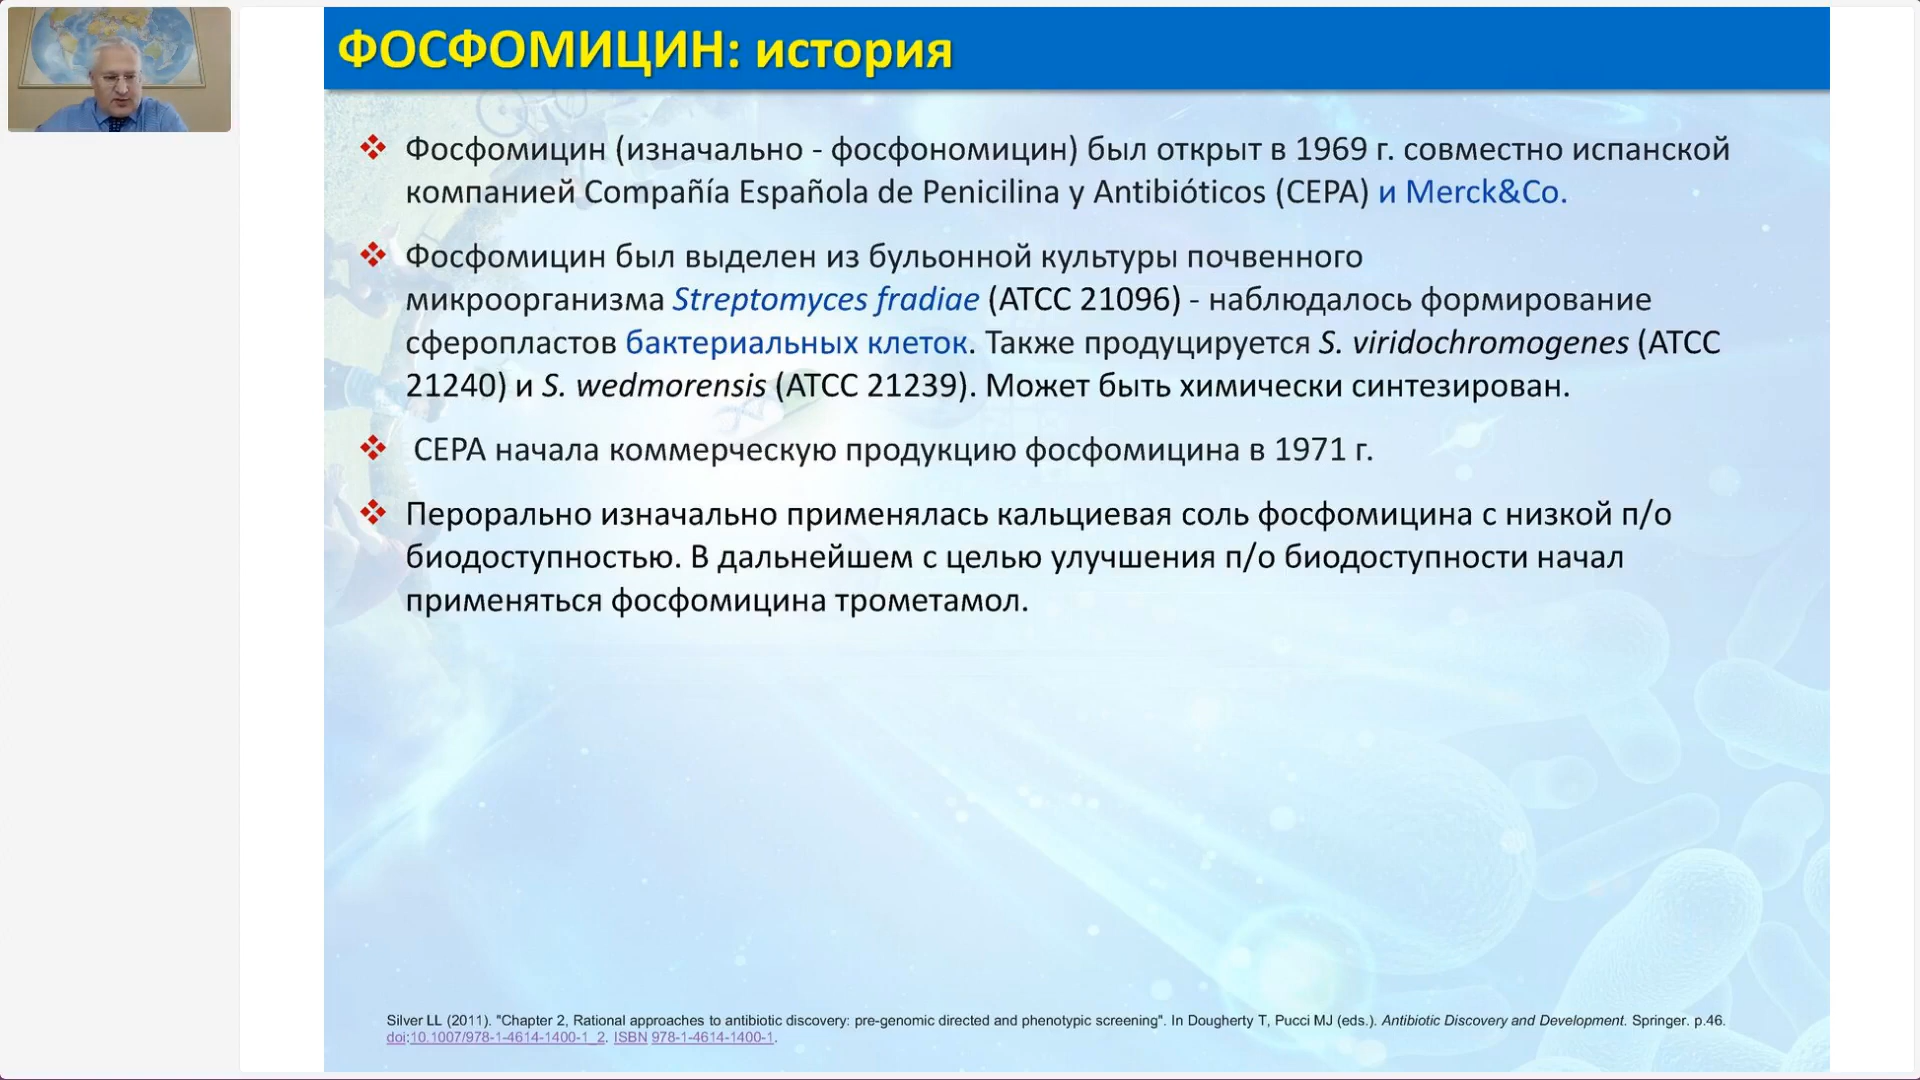 ФОСФОМИЦИН: история
Фосфомицин (изначально - фосфономицин) был открыт в 1969 г. совместно испанской
компанией Compañía Española de Penicilina y Antibióticos (CEPA) и Merck&Co.
Фосфомицин был выделен из бульонной культуры почвенного
микроорганизма Streptomyces fradiae (ATCC 21096) - наблюдалось формирование
сферопластов бактериальных клеток. Также продуцируется S. viridochromogenes (ATCC
21240) и S. wedmorensis (ATCC 21239). Может быть химически синтезирован.
CEPA начала коммерческую продукцию фосфомицина в 1971 г.
Перорально изначально применялась кальциевая соль фосфомицина с низкой п/о
биодоступностью. В дальнейшем с целью улучшения п/о биодоступности начал
применяться фосфомицина трометамол.
Silver LL (2011). "Chapter 2, Rational approaches to antibiotic discovery: pre-genomic directed and phenotypic screening". In Dougherty T, Pucci MJ (eds.). Antibiotic Discovery and Development. Springer. p.46.
doi:10.1007/978-1-4614-1400-1_2. ISBN 978-1-4614-1400-1.